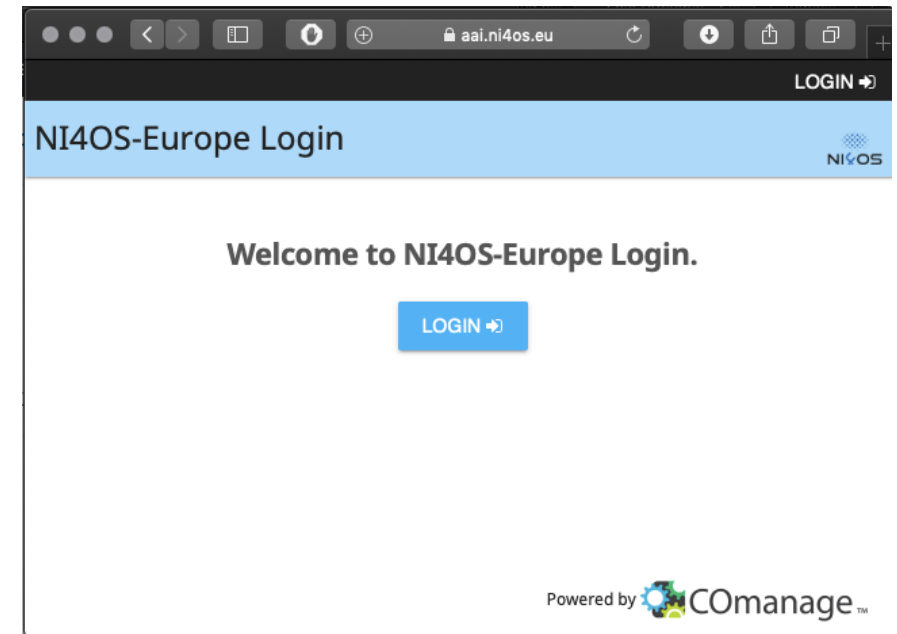 aai.ni4os.eu
LOGIN
NI4OS-Europe Login
NI4OS
Welcome to NI4OS-Europe Login.
LOGIN
Powered by COmanage™